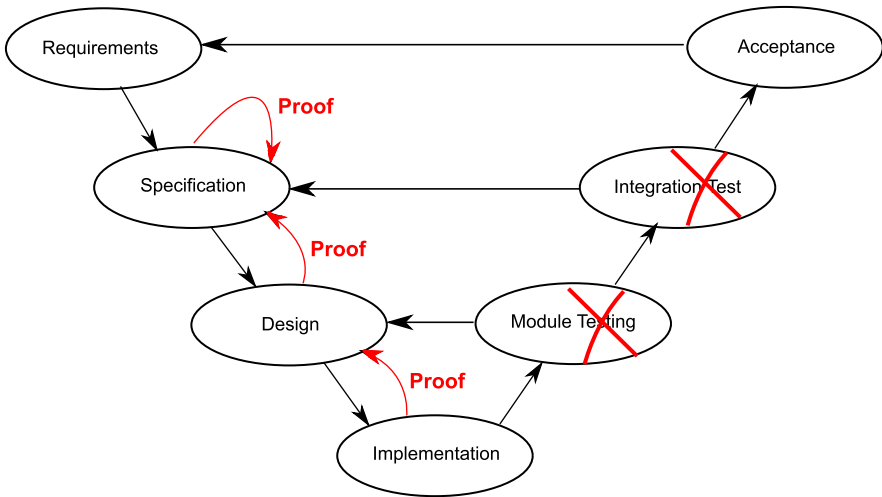 Requirements
Acceptance
Proof
Specification
Integration Test
Proof
Design
Module Testing
Proof
Implementation